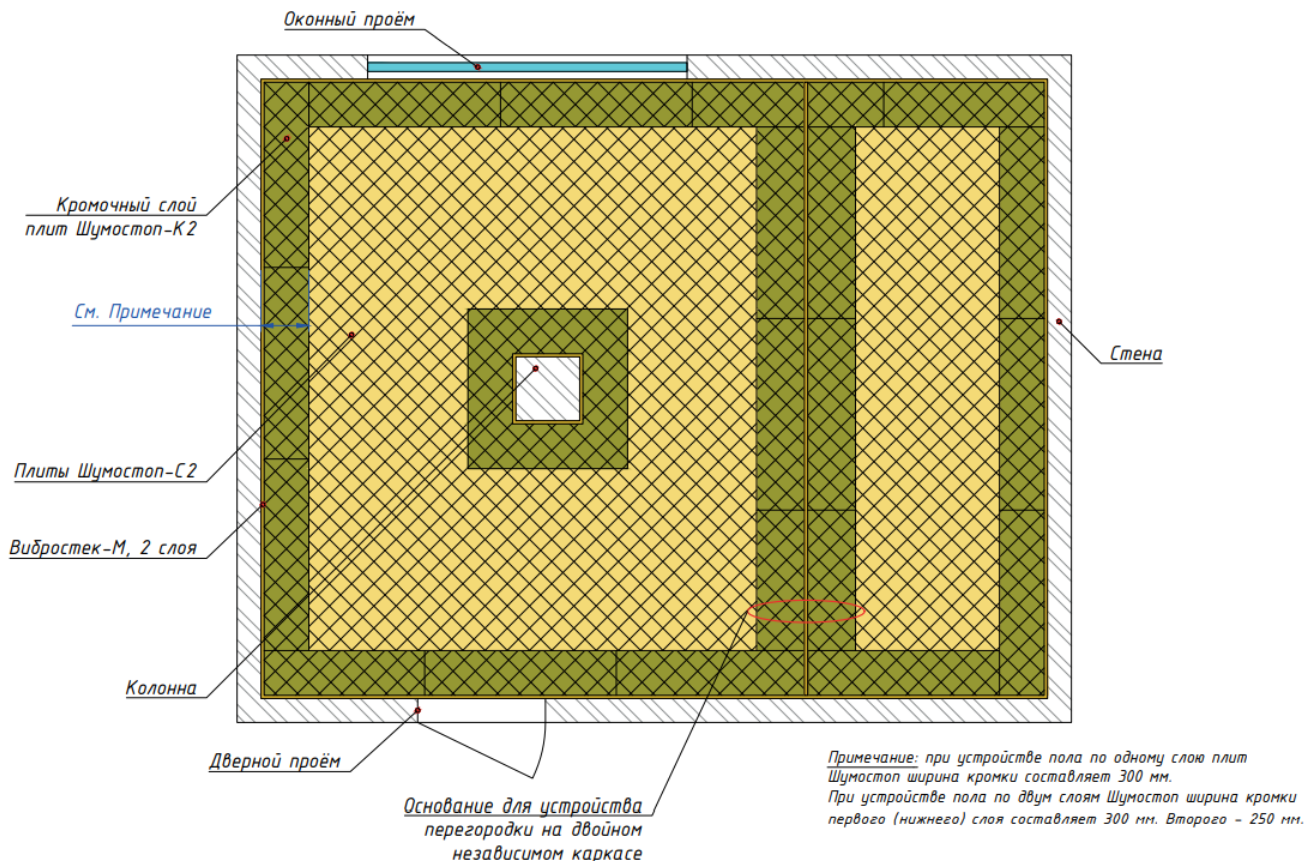 Оконный проём
Кромочный слой
плит Шумостоп-К2
См. Примечание
Стена
Плиты Шумостоп-С2
Вибростек-М, 2 слоя
Колонна
Дверной проём
Основание для устройства
перегородки на двойном
независимом каркасе
Примечание: при устройстве пола по одному слою плит
Шумостоп ширина кромки составляет 300 мм.
При устройстве пола по двум слоям Шумостоп ширина кромки
первого (нижнего) слоя составляет 300 мм. Второго - 250 мм.